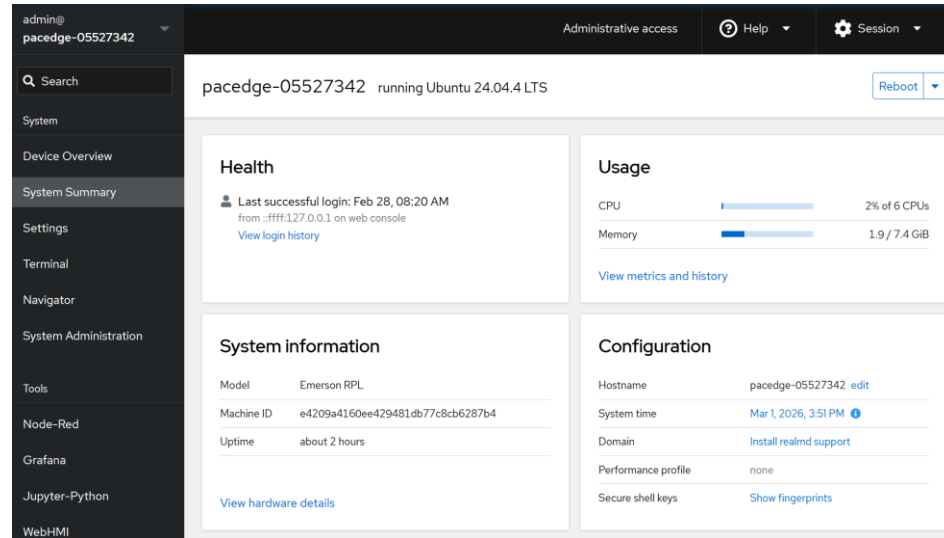 admin@
pacedge-05527342
Administrative access
Help
Session
Search
System
Device Overview
System Summary
Settings
Terminal
Navigator
System Administration
Tools
Node-Red
Grafana
Jupyter-Python
WebHMI
pacedge-05527342 running Ubuntu 24.04.4 LTS
Reboot
Health
Last successful login: Feb 28, 08:20 AM
from ::ffff:127.0.0.1 on web console
View login history
Usage
CPU 2% of 6 CPUs
Memory 1.9 / 7.4 GiB
View metrics and history
System information
Model Emerson RPL
Machine ID e4209a4160ee429481db77c8cb6287b4
Uptime about 2 hours
View hardware details
Configuration
Hostname pacedge-05527342 edit
System time Mar 1, 2026, 3:51 PM
Domain Install realmd support
Performance profile none
Secure shell keys Show fingerprints